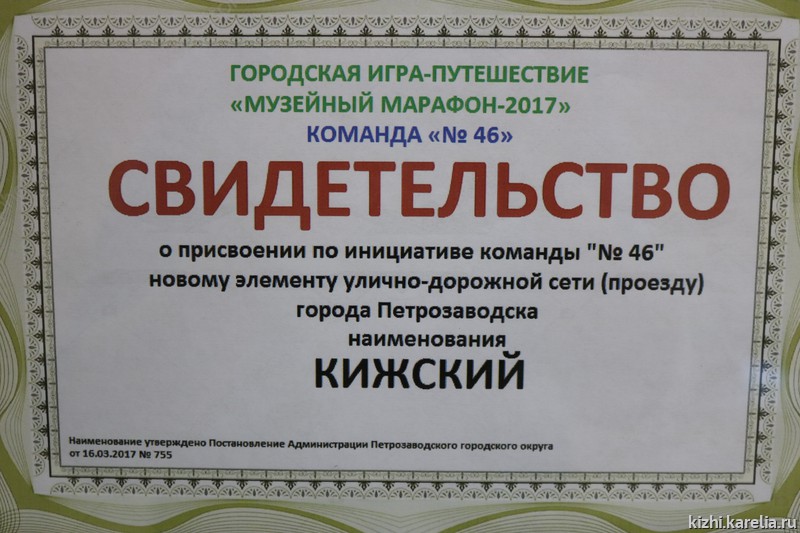 ГОРОДСКАЯ ИГРА-ПУТЕШЕСТВИЕ
«МУЗЕЙНЫЙ МАРАФОН-2017»
КОМАНДА «№ 46»
СВИДЕТЕЛЬСТВО
о присвоении по инициативе команды "№ 46"
новому элементу улично-дорожной сети (проезду)
города Петрозаводска
наименования
КИЖСКИЙ
Наименование утверждено Постановление Администрации Петрозаводского городского округа
от 16.03.2017 № 755
kizhi.karelia.ru